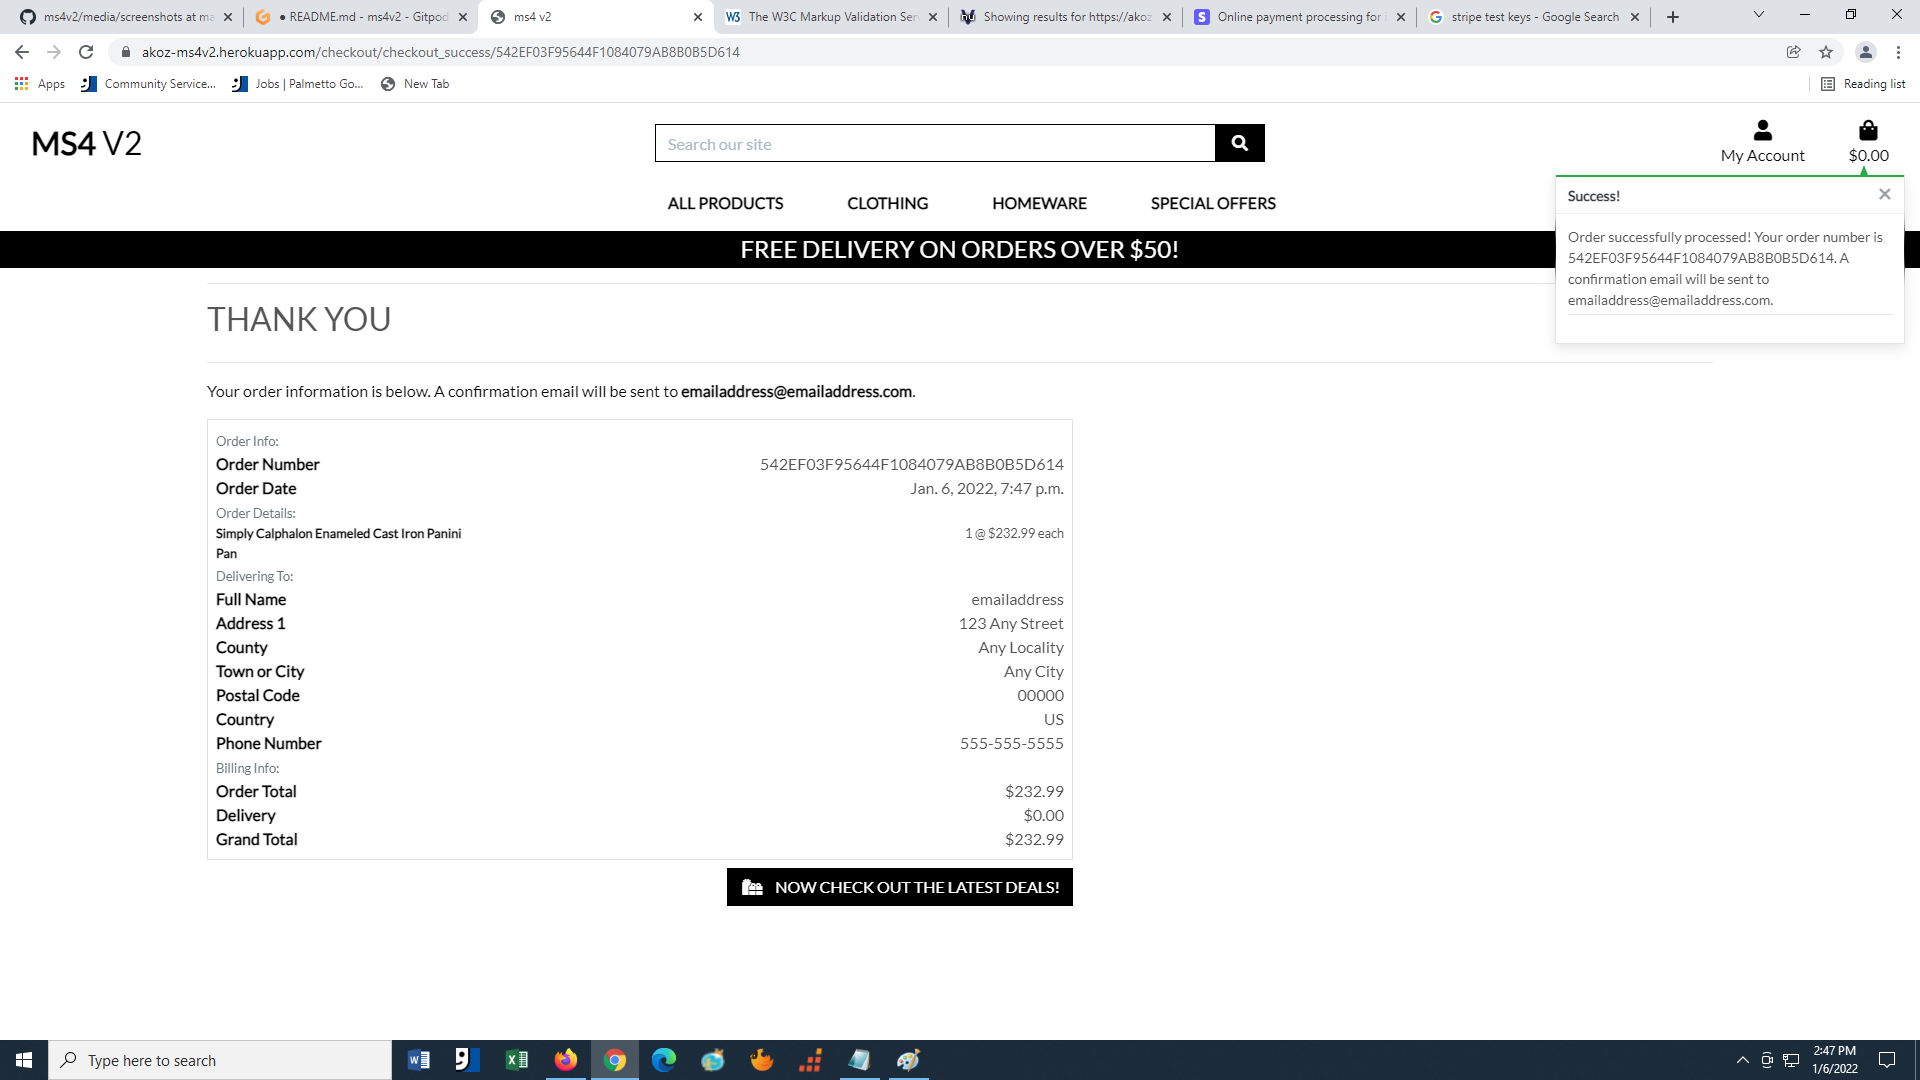 ms4v2/media/screenshots at ma
README.md - ms4v2 - Gitpod
ms4 v2
The W3C Markup Validation Ser
Showing results for https://akoz
Online payment processing for i
stripe test keys - Google Search
akoz-ms4v2.herokuapp.com/checkout/checkout_success/542EF03F95644F1084079AB8B0B5D614
Apps
Community Service...
Jobs | Palmetto Go...
New Tab
Reading list
MS4 V2
Search our site
My Account
$0.00
ALL PRODUCTS
CLOTHING
HOMEWARE
SPECIAL OFFERS
FREE DELIVERY ON ORDERS OVER $50!
Success!
Order successfully processed! Your order number is
542EF03F95644F1084079AB8B0B5D614. A
confirmation email will be sent to
emailaddress@emailaddress.com.
THANK YOU
Your order information is below. A confirmation email will be sent to emailaddress@emailaddress.com.
Order Info:
Order Number 542EF03F95644F1084079AB8B0B5D614
Order Date Jan. 6, 2022, 7:47 p.m.
Order Details:
Simply Calphalon Enameled Cast Iron Panini 1 @ $232.99 each
Pan
Delivering To:
Full Name emailaddress
Address 1 123 Any Street
County Any Locality
Town or City Any City
Postal Code 00000
Country US
Phone Number 555-555-5555
Billing Info:
Order Total $232.99
Delivery $0.00
Grand Total $232.99
NOW CHECK OUT THE LATEST DEALS!
Type here to search
2:47 PM
1/6/2022